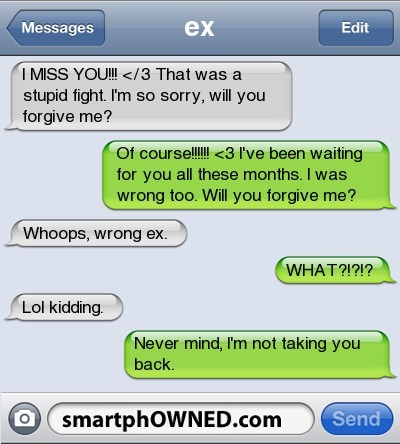 Messages
ex
Edit
I MISS YOU!!! </3 That was a
stupid fight. I'm so sorry, will you
forgive me?
Of course!!!!!! <3 I've been waiting
for you all these months. I was
wrong too. Will you forgive me?
Whoops, wrong ex.
WHAT?!?!?
Lol kidding.
Never mind, I'm not taking you
back.
smartphOWNED.com
Send